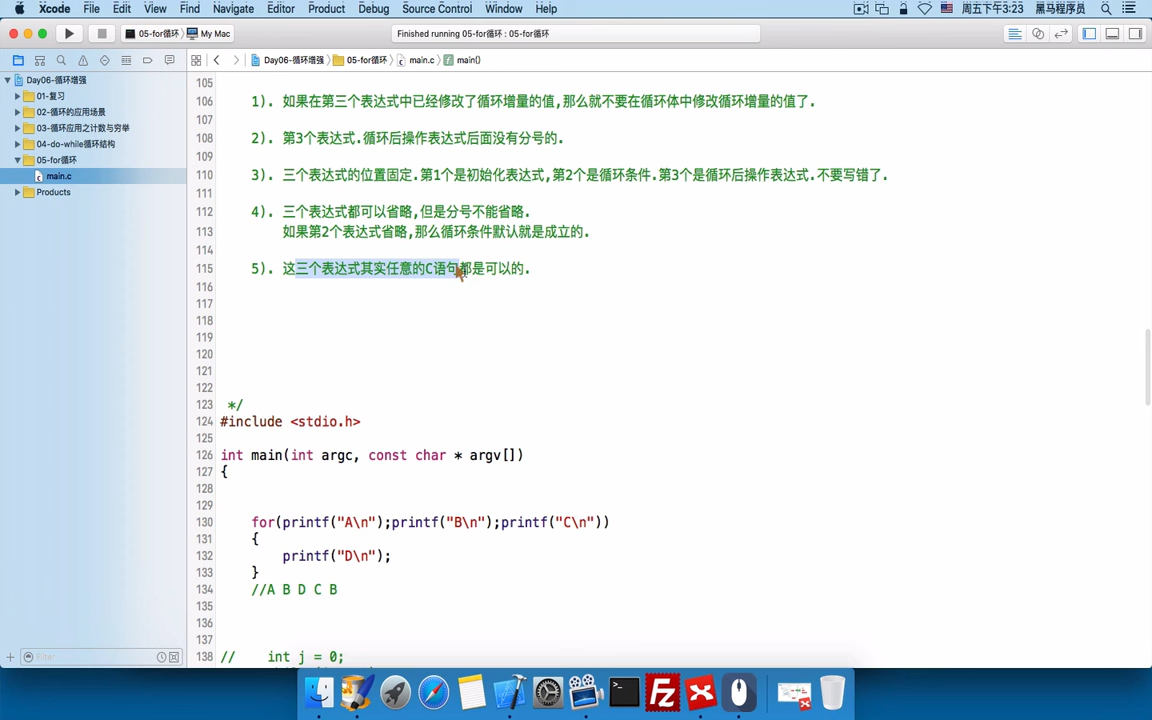 Xcode File Edit View Find Navigate Editor Product Debug Source Control Window Help 周五下午3:23 黑马程序员
05-for循环 My Mac Finished running 05-for循环 : 05-for循环
Day06-循环增强 05-for循环 main.c main()
Day06-循环增强
01-复习
02-循环的应用场景
03-循环应用之计数与穷举
04-do-while循环结构
05-for循环
main.c
Products
105
106 1). 如果在第三个表达式中已经修改了循环增量的值,那么就不要在循环体中修改循环增量的值了.
107
108 2). 第3个表达式.循环后操作表达式后面没有分号的.
109
110 3). 三个表达式的位置固定.第1个是初始化表达式,第2个是循环条件.第3个是循环后操作表达式.不要写错了.
111
112 4). 三个表达式都可以省略,但是分号不能省略.
113 如果第2个表达式省略,那么循环条件默认就是成立的.
114
115 5). 这三个表达式其实任意的C语句都是可以的.
116
117
118
119
120
121
122
123 */
124 #include <stdio.h>
125
126 int main(int argc, const char * argv[])
127 {
128
129
130 for(printf("A\n");printf("B\n");printf("C\n"))
131 {
132 printf("D\n");
133 }
134 //A B D C B
135
136
137
138 // int j = 0;
Filter